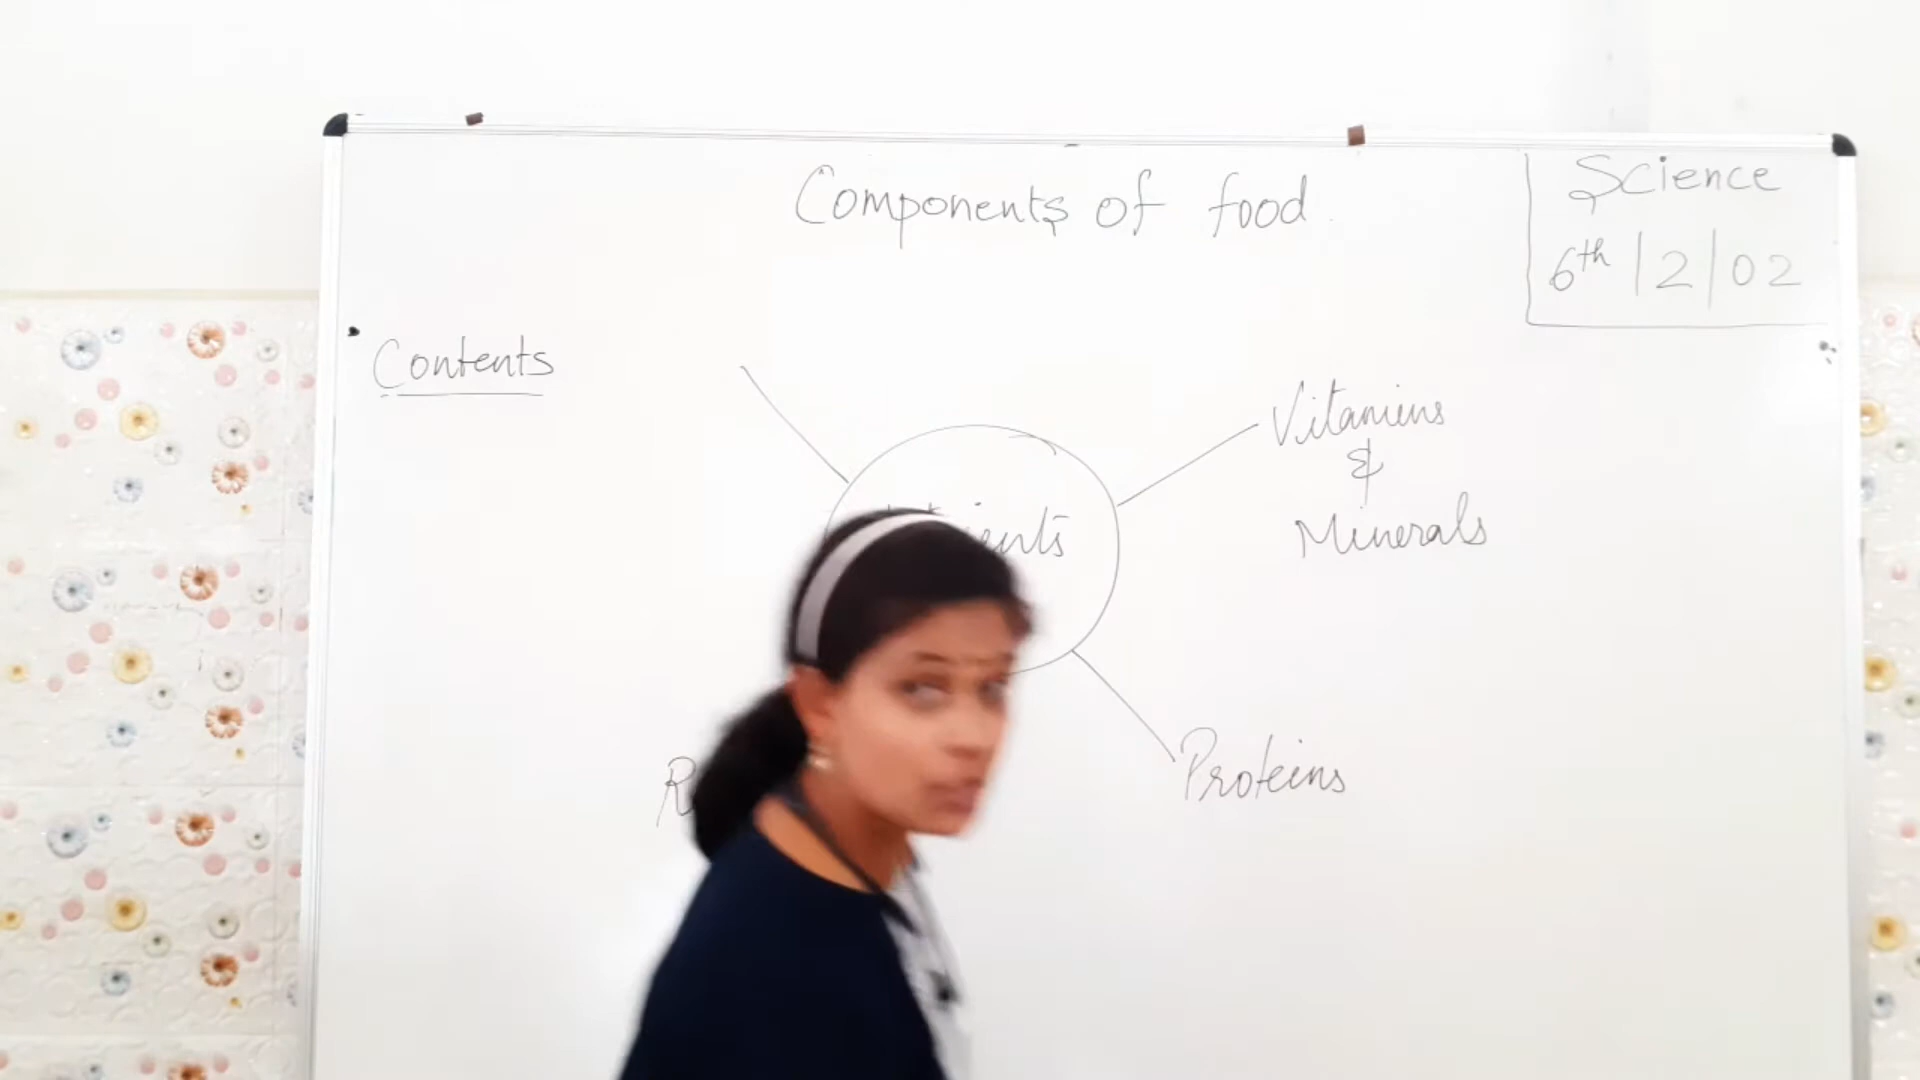 Components of food
Science
6th | 2 | 02
Contents
Vitamins
&
Minerals
Proteins